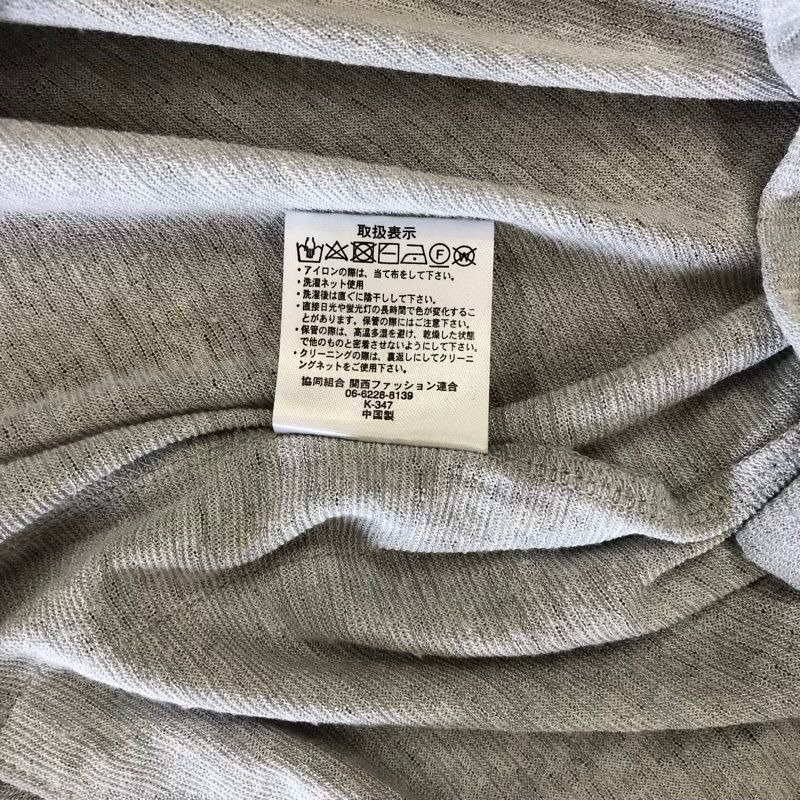 取扱表示
F W
・アイロンの際は、当て布をして下さい。
・洗濯ネット使用
・洗濯後は直ぐに陰干しして下さい。
・直接日光や蛍光灯の長時間で色が変化するこ
とがあります。保管の際にはご注意下さい。
・保管の際は、高温多湿を避け、乾燥した状態
で他のものと密着させないようにして下さい。
・クリーニングの際は、裏返しにしてクリーニ
ングネットをご使用下さい。
協同組合 関西ファッション連合
06-6228-8139
K-347
中国製